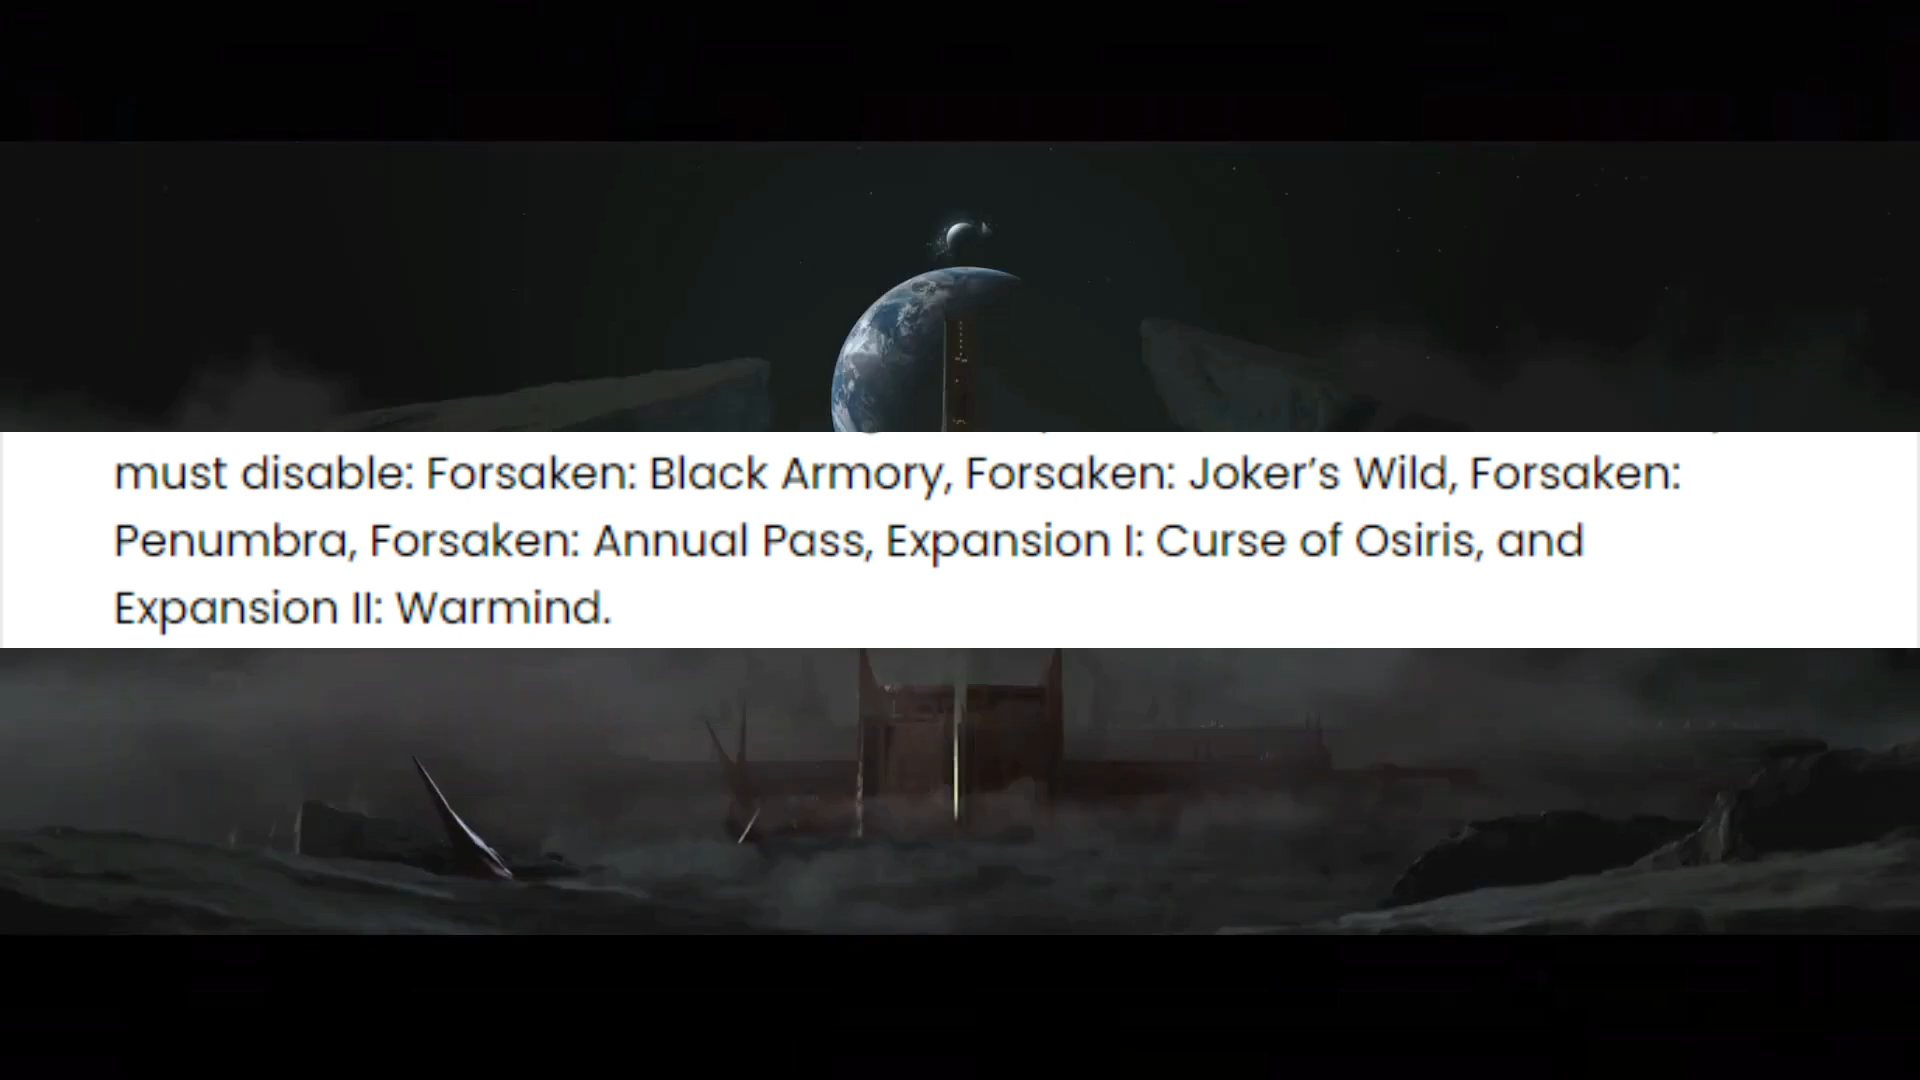 must disable: Forsaken: Black Armory, Forsaken: Joker’s Wild, Forsaken:
Penumbra, Forsaken: Annual Pass, Expansion I: Curse of Osiris, and
Expansion II: Warmind.